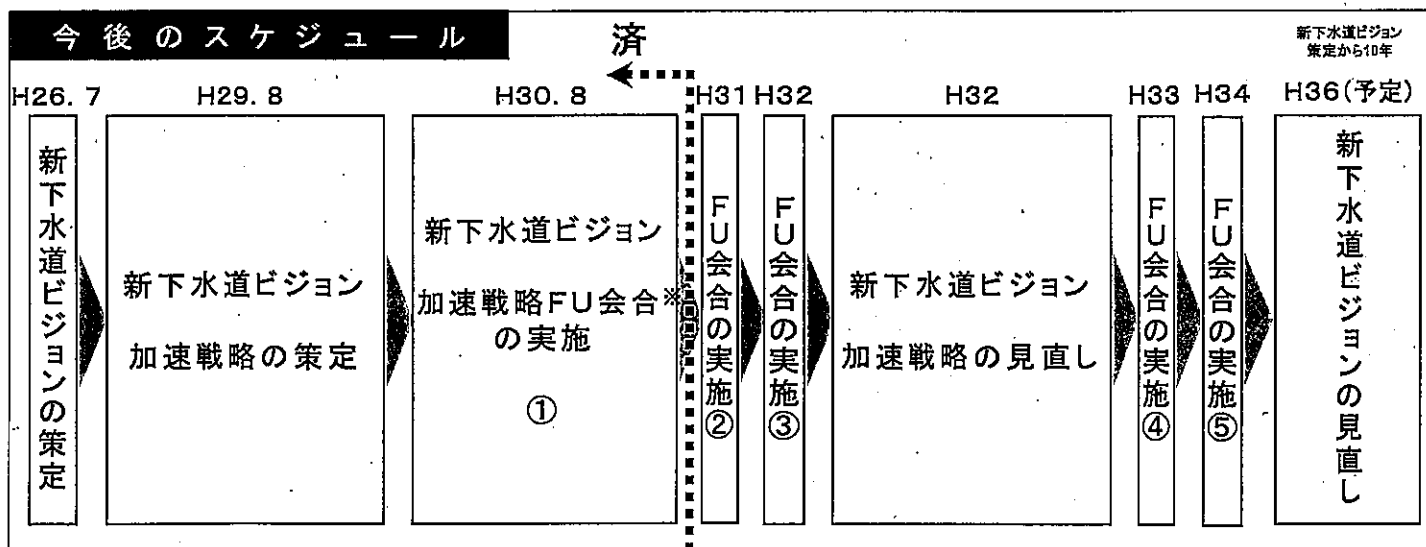 今後のスケジュール
済
新下水道ビジョン
策定から10年
H26.7
H29.8
H30.8
H31
H32
H32
H33
H34
H36(予定)
新下水道ビジョンの策定
新下水道ビジョン
加速戦略の策定
新下水道ビジョン
加速戦略FU会合※
の実施
①
FU会合の実施②
FU会合の実施③
新下水道ビジョン
加速戦略の見直し
FU会合の実施④
FU会合の実施⑤
新下水道ビジョンの見直し